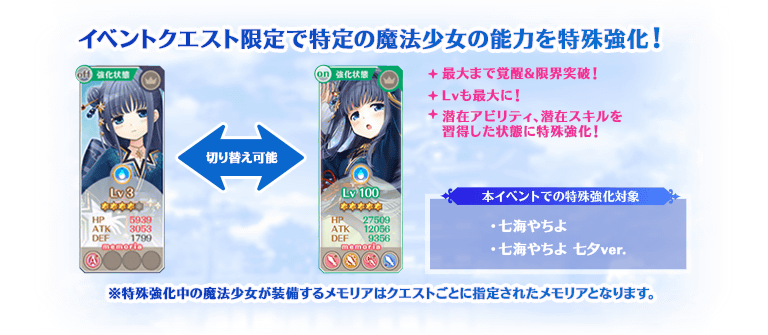 イベントクエスト限定で特定の魔法少女の能力を特殊強化!
off 強化状態
Lv 3
HP 5939
ATK 3053
DEF 1799
memoria
切り替え可能
on 強化状態
Lv 100
HP 27509
ATK 12056
DEF 9356
memoria
最大まで覚醒&限界突破!
Lvも最大に!
潜在アビリティ、潜在スキルを
習得した状態に特殊強化!
本イベントでの特殊強化対象
・七海やちよ
・七海やちよ 七夕ver.
※特殊強化中の魔法少女が装備するメモリアはクエストごとに指定されたメモリアとなります。